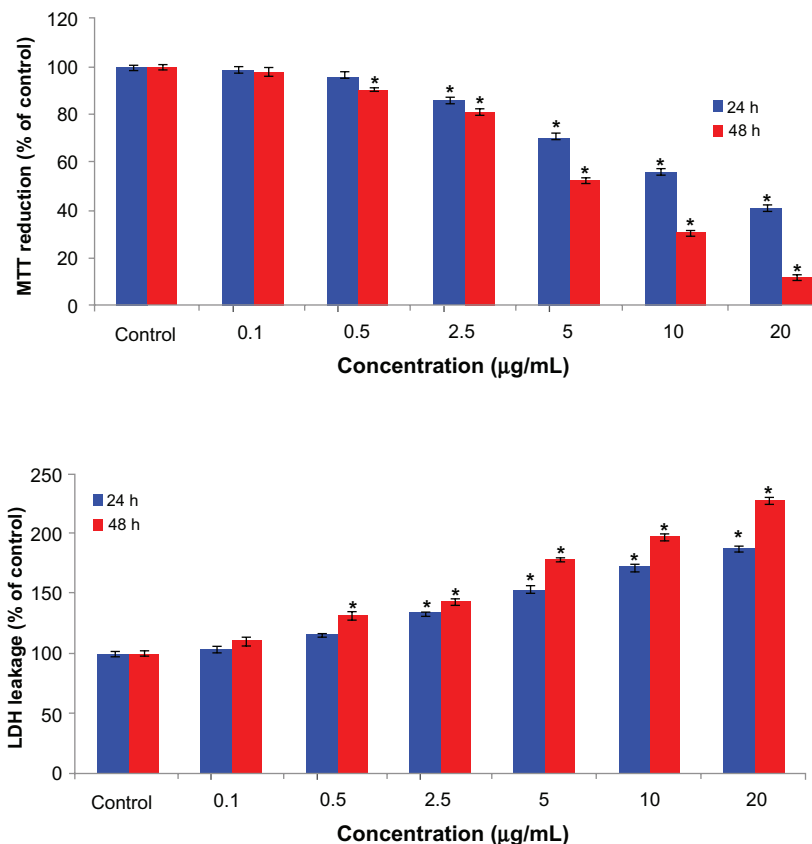 120
100
80
60
40
20
0
MTT reduction (% of control)
24 h
48 h
* * * * * * * * *
Control 0.1 0.5 2.5 5 10 20
Concentration (µg/mL)
250
200
150
100
50
0
LDH leakage (% of control)
24 h
48 h
* * * * * * * * *
Control 0.1 0.5 2.5 5 10 20
Concentration (µg/mL)